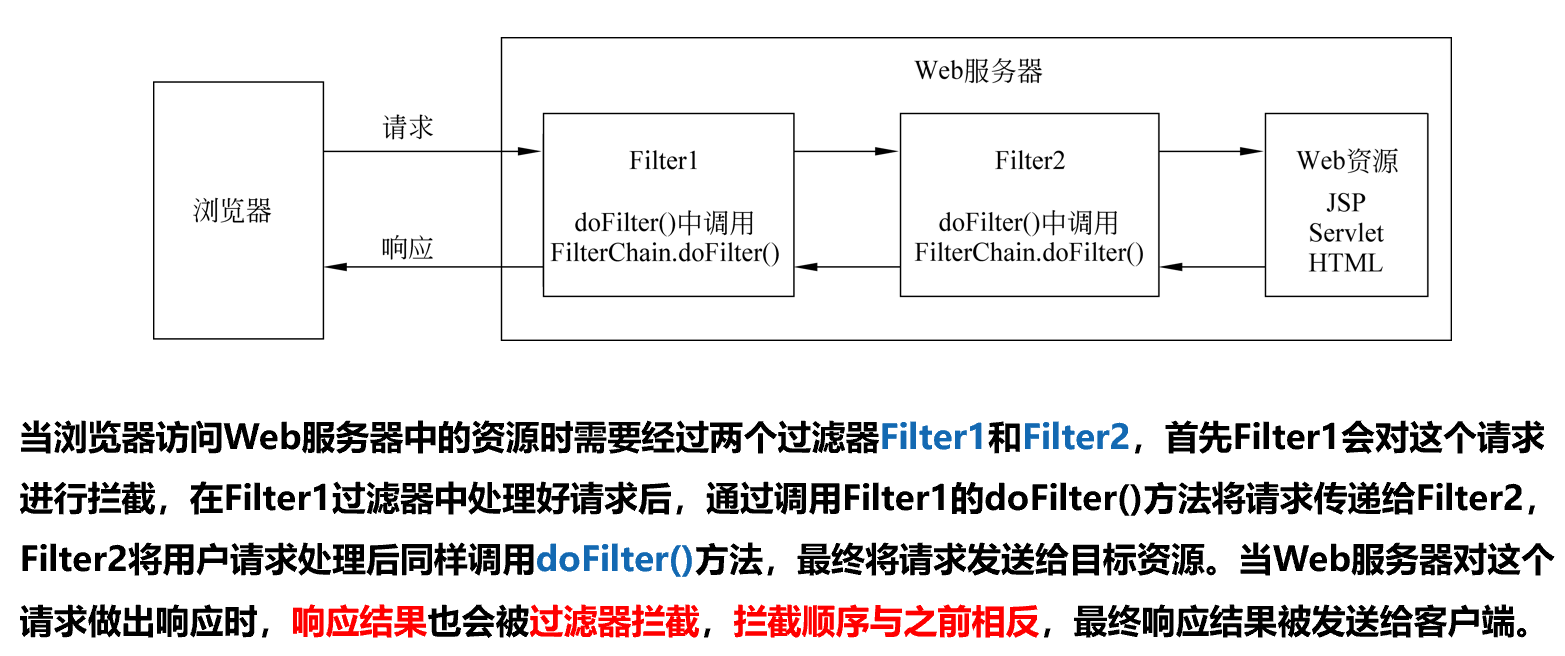 Web服务器
请求
Filter1
Filter2
Web资源
浏览器
doFilter()中调用
FilterChain.doFilter()
doFilter()中调用
FilterChain.doFilter()
JSP
Servlet
HTML
响应
当浏览器访问Web服务器中的资源时需要经过两个过滤器Filter1和Filter2，首先Filter1会对这个请求
进行拦截，在Filter1过滤器中处理好请求后，通过调用Filter1的doFilter()方法将请求传递给Filter2，
Filter2将用户请求处理后同样调用doFilter()方法，最终将请求发送给目标资源。当Web服务器对这个
请求做出响应时，响应结果也会被过滤器拦截，拦截顺序与之前相反，最终响应结果被发送给客户端。